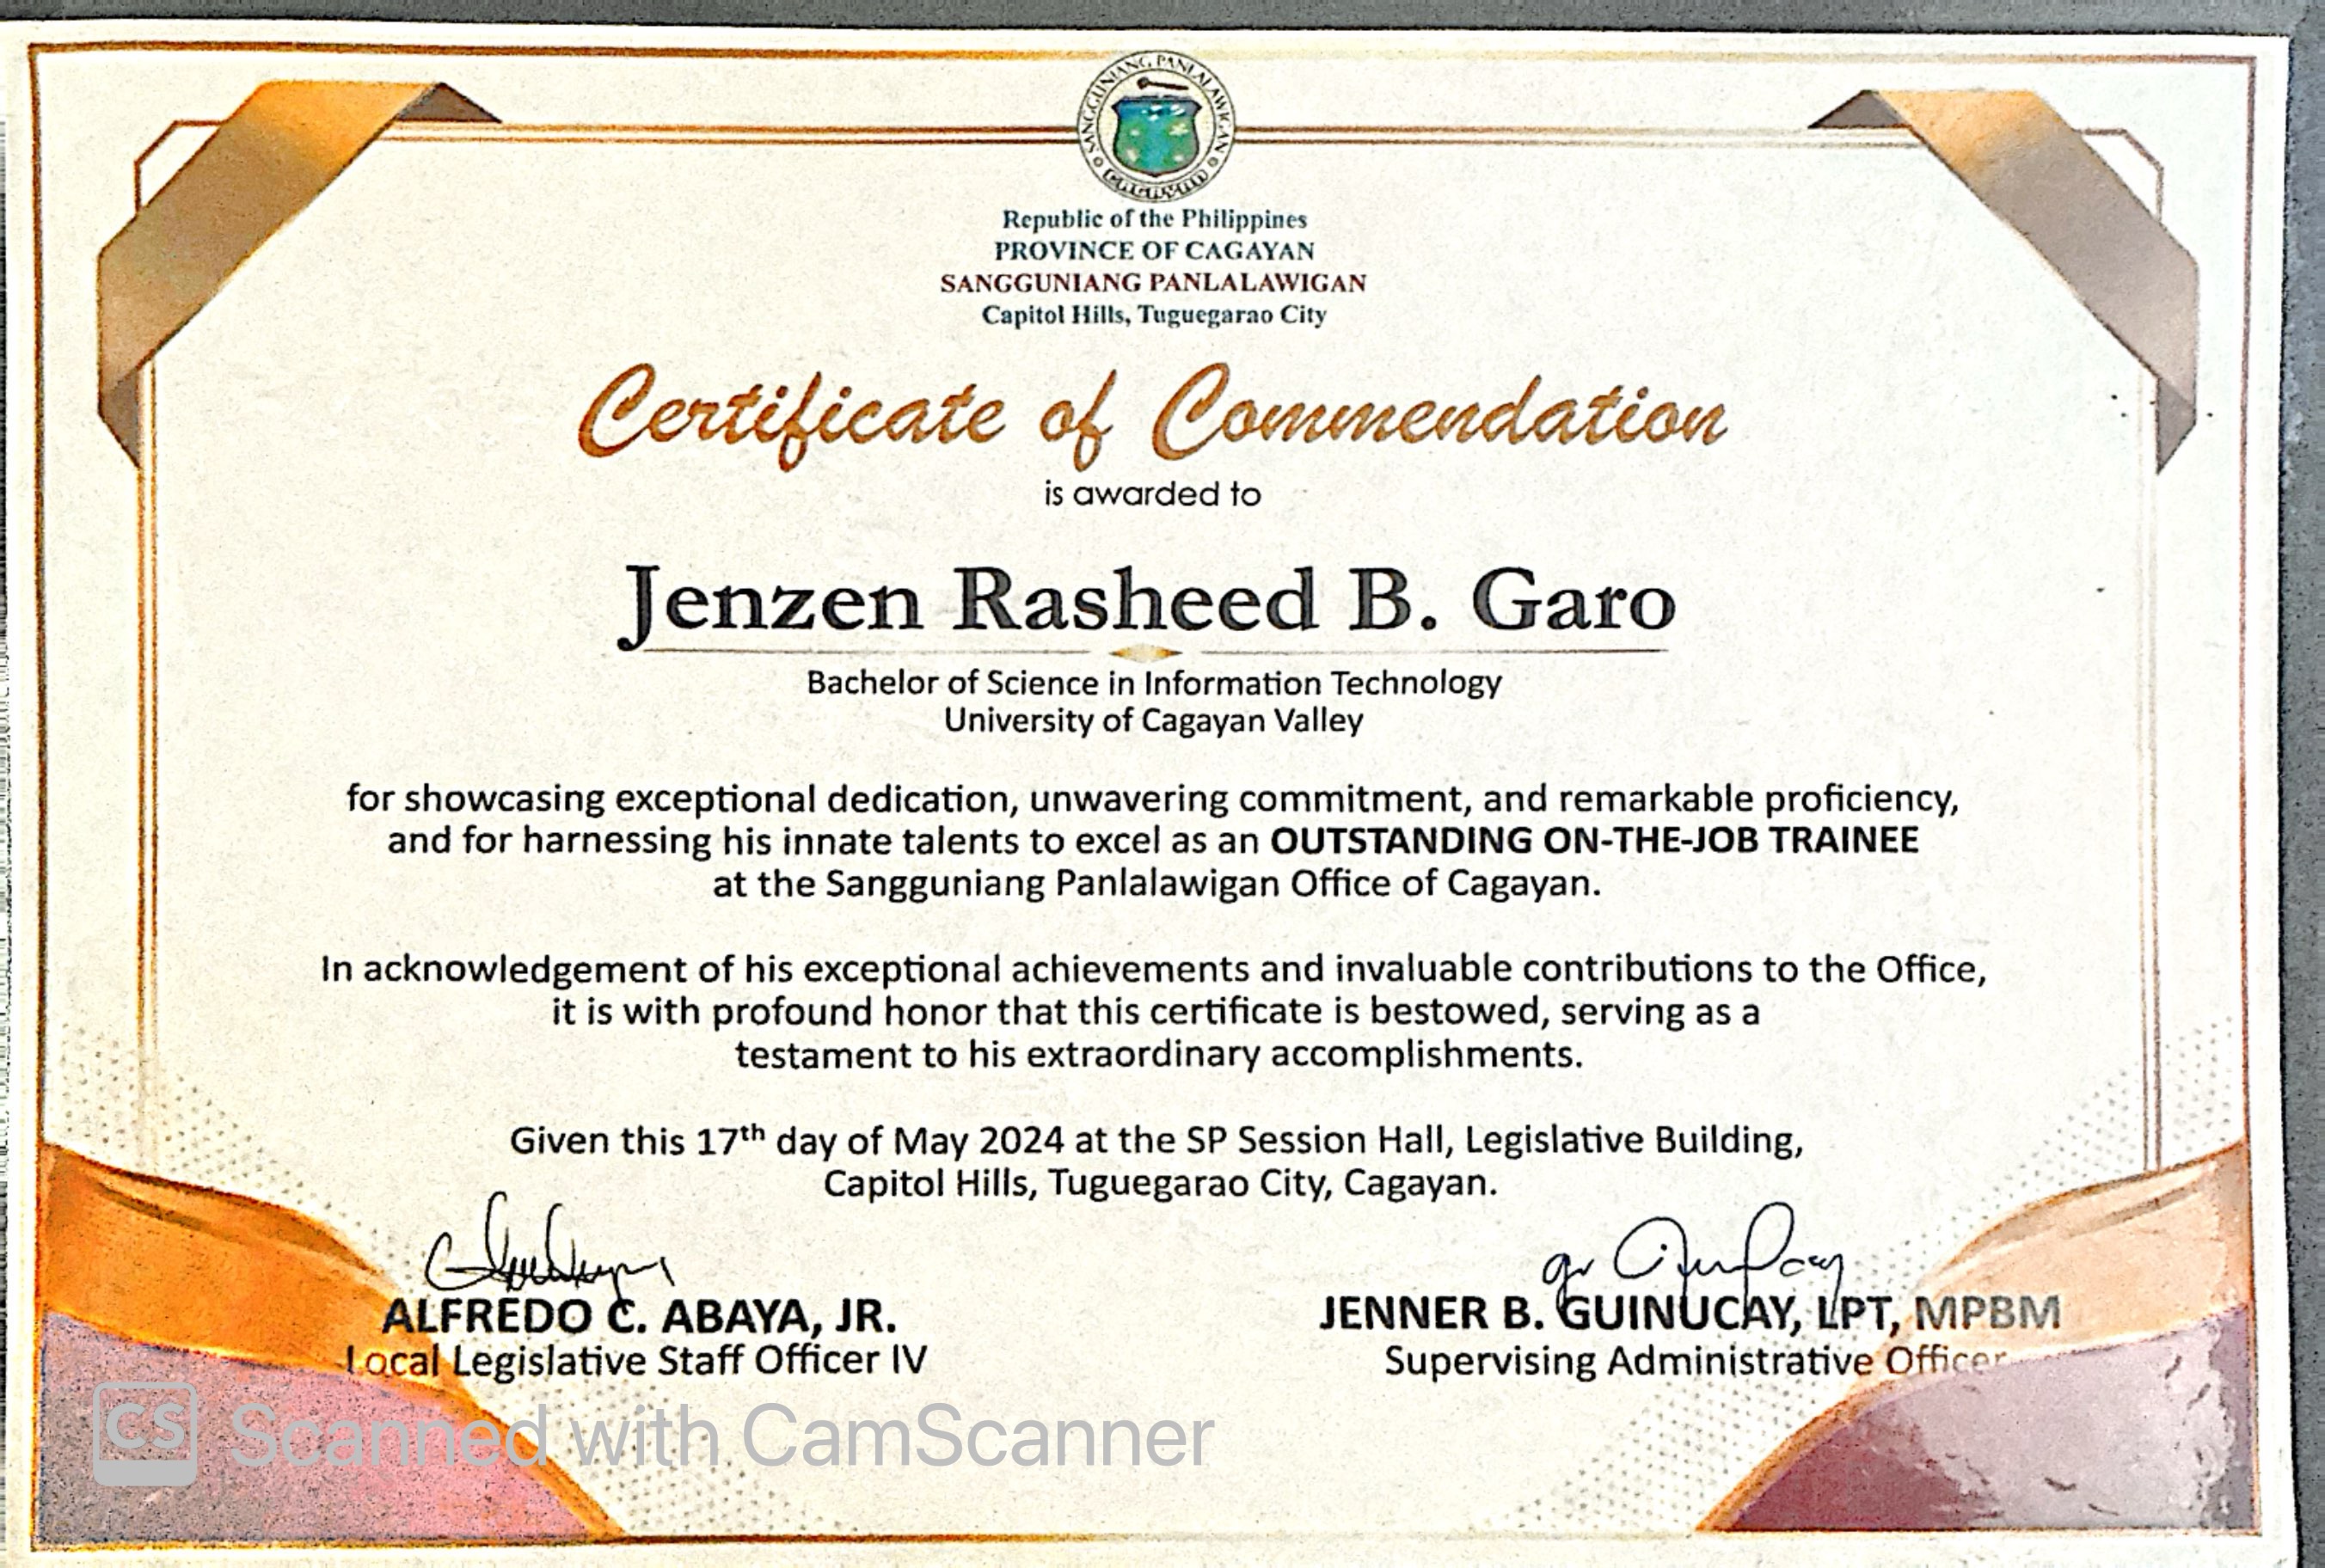 SANGGUNIANG PANLALAWIGAN
Republic of the Philippines
PROVINCE OF CAGAYAN
SANGGUNIANG PANLALAWIGAN
Capitol Hills, Tuguegarao City
Certificate of Commendation
is awarded to
Jenzen Rasheed B. Garo
Bachelor of Science in Information Technology
University of Cagayan Valley
for showcasing exceptional dedication, unwavering commitment, and remarkable proficiency,
and for harnessing his innate talents to excel as an OUTSTANDING ON-THE-JOB TRAINEE
at the Sangguniang Panlalawigan Office of Cagayan.
In acknowledgement of his exceptional achievements and invaluable contributions to the Office,
it is with profound honor that this certificate is bestowed, serving as a
testament to his extraordinary accomplishments.
Given this 17th day of May 2024 at the SP Session Hall, Legislative Building,
Capitol Hills, Tuguegarao City, Cagayan.
ALFREDO C. ABAYA, JR.
Local Legislative Staff Officer IV
JENNER B. GUINUCAY, LPT, MPBM
Supervising Administrative Officer
CS Scanned with CamScanner